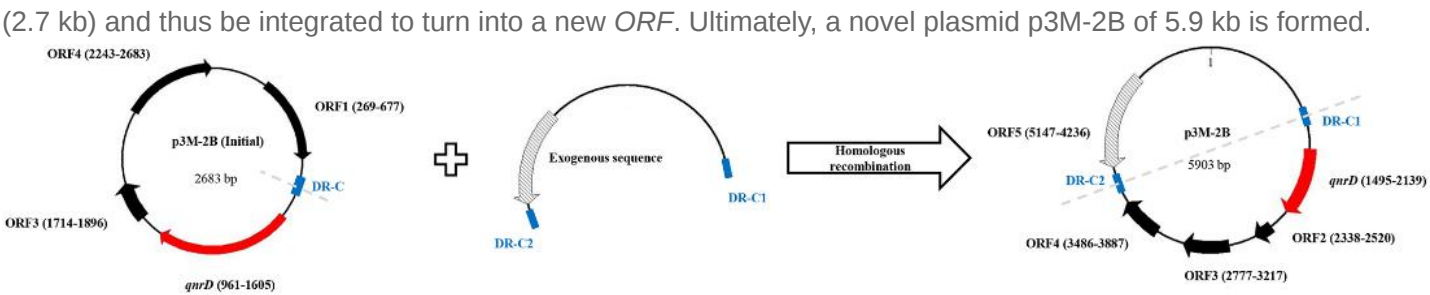 (2.7 kb) and thus be integrated to turn into a new ORF. Ultimately, a novel plasmid p3M-2B of 5.9 kb is formed.
ORF4 (2243-2683)
ORF1 (269-677)
p3M-2B (Initial)
2683 bp
DR-C
ORF3 (1714-1896)
qnrD (961-1605)
Exogenous sequence
DR-C1
DR-C2
Homologous
recombination
1
DR-C1
ORF5 (5147-4236)
p3M-2B
5903 bp
DR-C2
qnrD (1495-2139)
ORF4 (3486-3887)
ORF2 (2338-2520)
ORF3 (2777-3217)